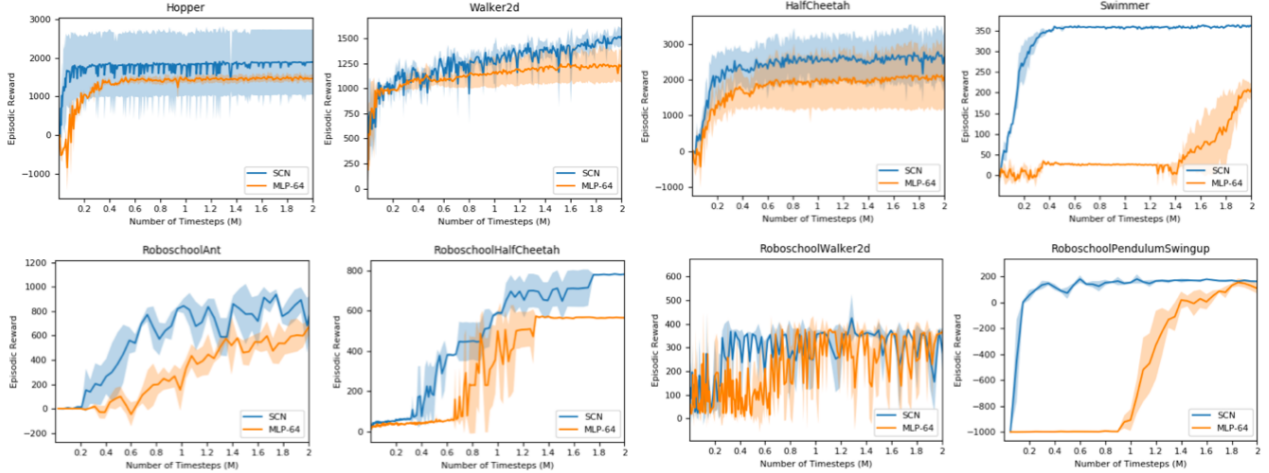 Hopper
3000
2000
1000
0
−1000
Episodic Reward
SCN
MLP-64
0.2 0.4 0.6 0.8 1 1.2 1.4 1.6 1.8 2
Number of Timesteps (M)
Walker2d
1500
1250
1000
750
500
250
0
Episodic Reward
SCN
MLP-64
0.2 0.4 0.6 0.8 1 1.2 1.4 1.6 1.8 2
Number of Timesteps (M)
HalfCheetah
3000
2000
1000
0
−1000
Episodic Reward
SCN
MLP-64
0.2 0.4 0.6 0.8 1 1.2 1.4 1.6 1.8 2
Number of Timesteps (M)
Swimmer
350
300
250
200
150
100
50
0
Episodic Reward
SCN
MLP-64
0.2 0.4 0.6 0.8 1 1.2 1.4 1.6 1.8 2
Number of Timesteps (M)
RoboschoolAnt
1200
1000
800
600
400
200
0
−200
Episodic Reward
SCN
MLP-64
0.2 0.4 0.6 0.8 1 1.2 1.4 1.6 1.8 2
Number of Timesteps (M)
RoboschoolHalfCheetah
800
600
400
200
0
Episodic Reward
SCN
MLP-64
0.2 0.4 0.6 0.8 1 1.2 1.4 1.6 1.8 2
Number of Timesteps (M)
RoboschoolWalker2d
600
500
400
300
200
100
0
Episodic Reward
SCN
MLP-64
0.2 0.4 0.6 0.8 1 1.2 1.4 1.6 1.8 2
Number of Timesteps (M)
RoboschoolPendulumSwingup
200
0
−200
−400
−600
−800
−1000
Episodic Reward
SCN
MLP-64
0.2 0.4 0.6 0.8 1 1.2 1.4 1.6 1.8 2
Number of Timesteps (M)